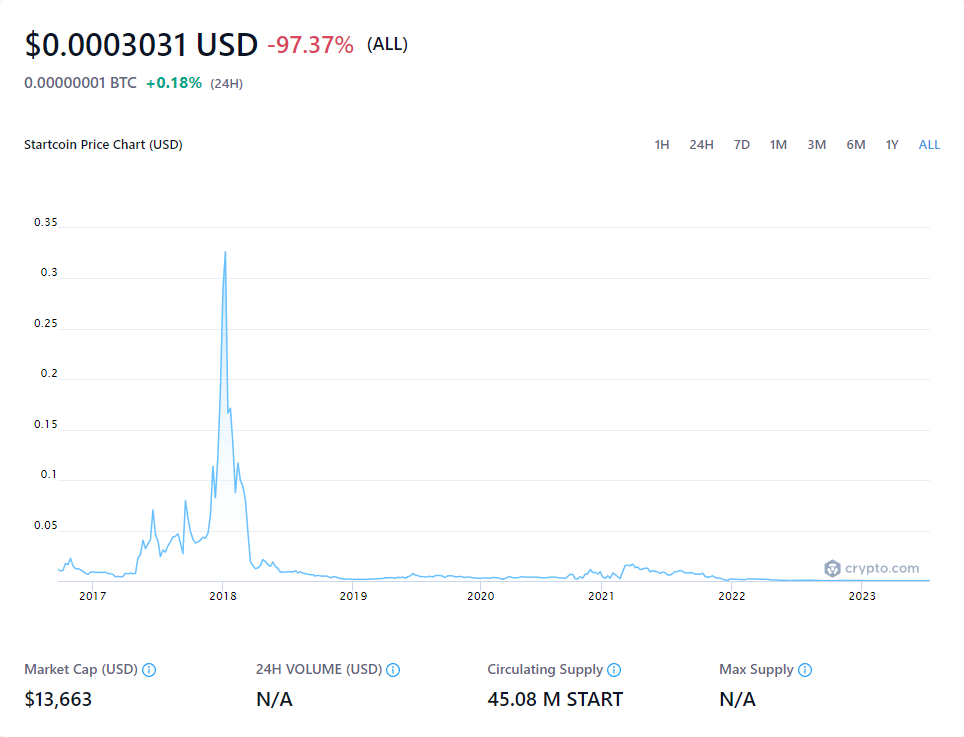 $0.0003031 USD -97.37% (ALL)
0.00000001 BTC +0.18% (24H)
Startcoin Price Chart (USD) 1H 24H 7D 1M 3M 6M 1Y ALL
0.35
0.3
0.25
0.2
0.15
0.1
0.05
crypto.com
2017 2018 2019 2020 2021 2022 2023
Market Cap (USD) 24H VOLUME (USD) Circulating Supply Max Supply
$13,663 N/A 45.08 M START N/A